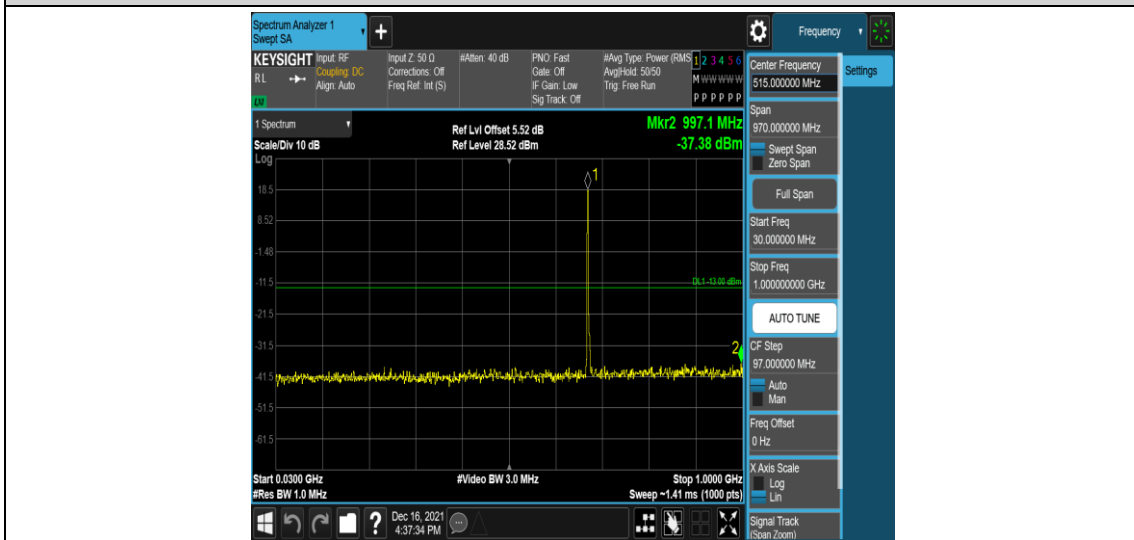 Spectrum Analyzer 1
Swept SA
+
Frequency
KEYSIGHT
RL
LXI
Input: RF
Coupling: DC
Align: Auto
Input Z: 50 Ω
Corrections: Off
Freq Ref: Int (S)
#Atten: 40 dB
PNO: Fast
Gate: Off
IF Gain: Low
Sig Track: Off
#Avg Type: Power (RMS
Avg|Hold: 50/50
Trig: Free Run
1 2 3 4 5 6
M W W W W W
P P P P P P
Center Frequency
515.000000 MHz
Settings
1 Spectrum
Scale/Div 10 dB
Ref Lvl Offset 5.52 dB
Ref Level 28.52 dBm
Mkr2 997.1 MHz
-37.38 dBm
Log
18.5
8.52
-1.48
-11.5
-21.5
-31.5
-41.5
-51.5
-61.5
1
DL1 -13.00 dBm
2
Start 0.0300 GHz
#Res BW 1.0 MHz
#Video BW 3.0 MHz
Stop 1.0000 GHz
Sweep ~1.41 ms (1000 pts)
Span
970.000000 MHz
Swept Span
Zero Span
Full Span
Start Freq
30.000000 MHz
Stop Freq
1.000000000 GHz
AUTO TUNE
CF Step
97.000000 MHz
Auto
Man
Freq Offset
0 Hz
X Axis Scale
Log
Lin
Signal Track
(Span Zoom)
?
Dec 16, 2021
4:37:34 PM